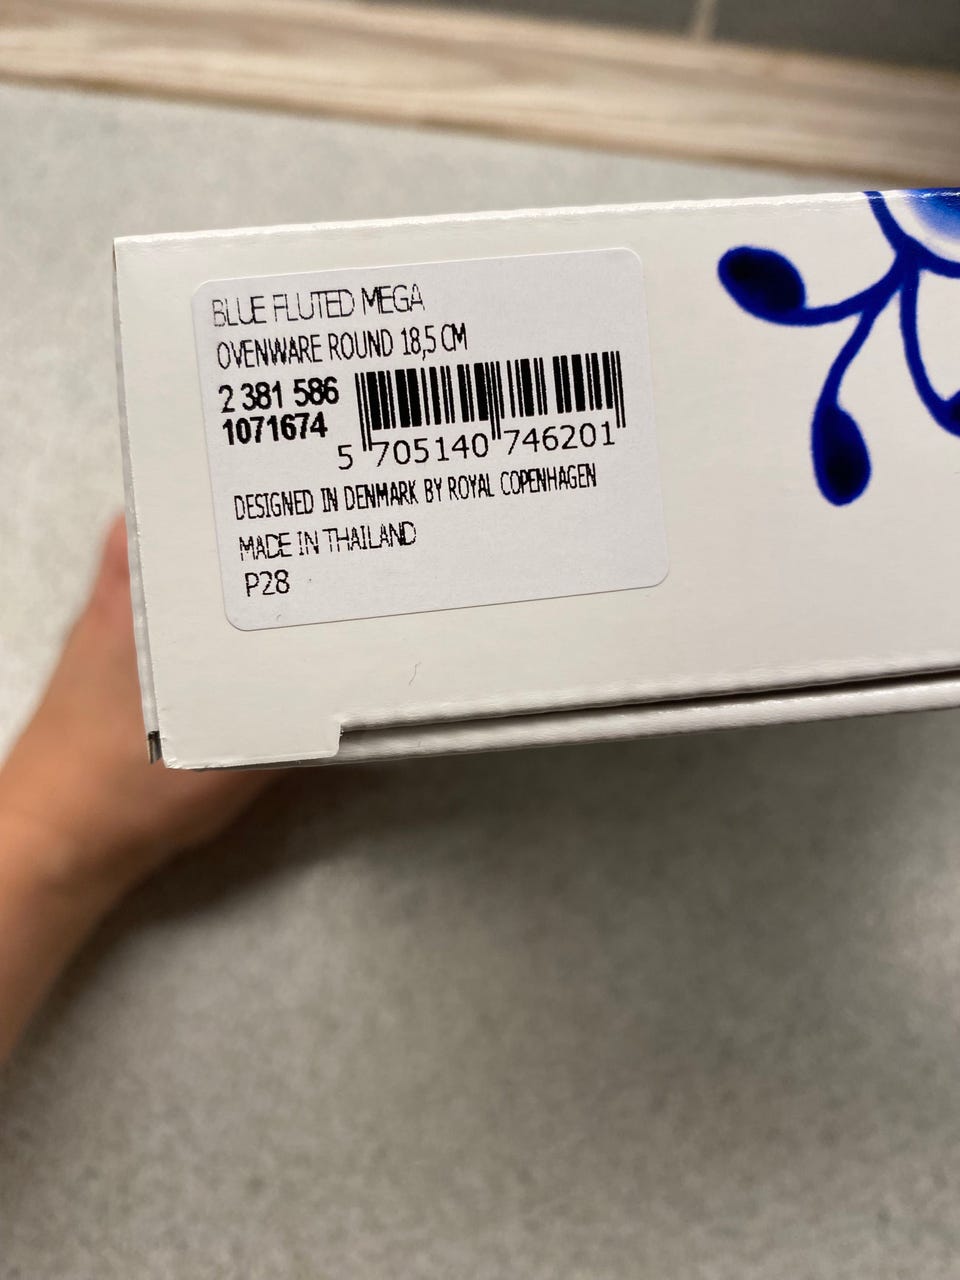 BLUE FLUTED MEGA
OVENWARE ROUND 18,5 CM
2 381 586
1071674
5 705140 746201
DESIGNED IN DENMARK BY ROYAL COPENHAGEN
MADE IN THAILAND
P28